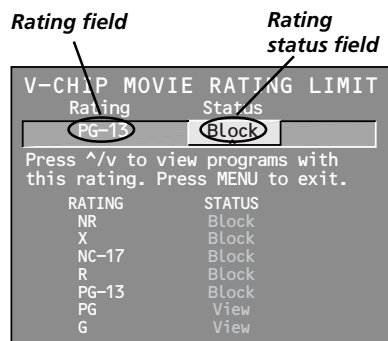 Rating field
Rating
status field
V-CHIP MOVIE RATING LIMIT
Rating Status
PG-13 Block
Press ^/v to view programs with
this rating. Press MENU to exit.
RATING STATUS
NR Block
X Block
NC-17 Block
R Block
PG-13 Block
PG View
G View